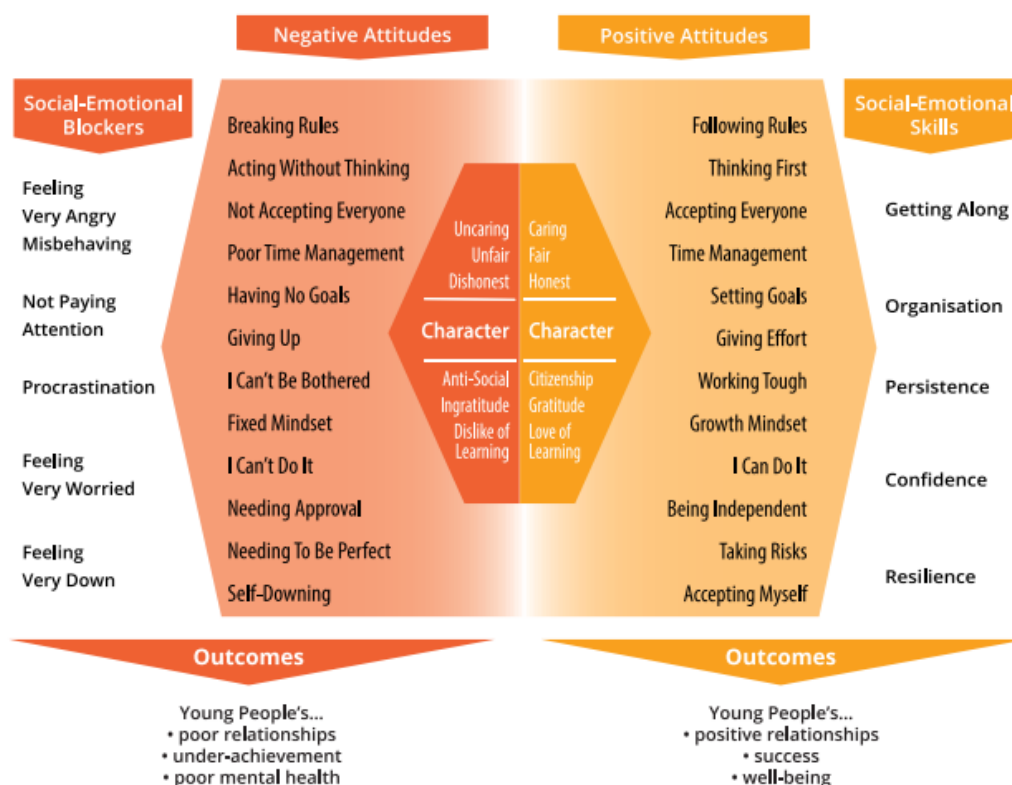 Negative Attitudes
Positive Attitudes
Social-Emotional
Blockers
Feeling
Very Angry
Misbehaving
Not Paying
Attention
Procrastination
Feeling
Very Worried
Feeling
Very Down
Breaking Rules
Acting Without Thinking
Not Accepting Everyone
Poor Time Management
Having No Goals
Giving Up
I Can't Be Bothered
Fixed Mindset
I Can't Do It
Needing Approval
Needing To Be Perfect
Self-Downing
Uncaring
Unfair
Dishonest
Character
Anti-Social
Ingratitude
Dislike of
Learning
Caring
Fair
Honest
Character
Citizenship
Gratitude
Love of
Learning
Following Rules
Thinking First
Accepting Everyone
Time Management
Setting Goals
Giving Effort
Working Tough
Growth Mindset
I Can Do It
Being Independent
Taking Risks
Accepting Myself
Social-Emotional
Skills
Getting Along
Organisation
Persistence
Confidence
Resilience
Outcomes
Young People's...
• poor relationships
• under-achievement
• poor mental health
Outcomes
Young People's...
• positive relationships
• success
• well-being